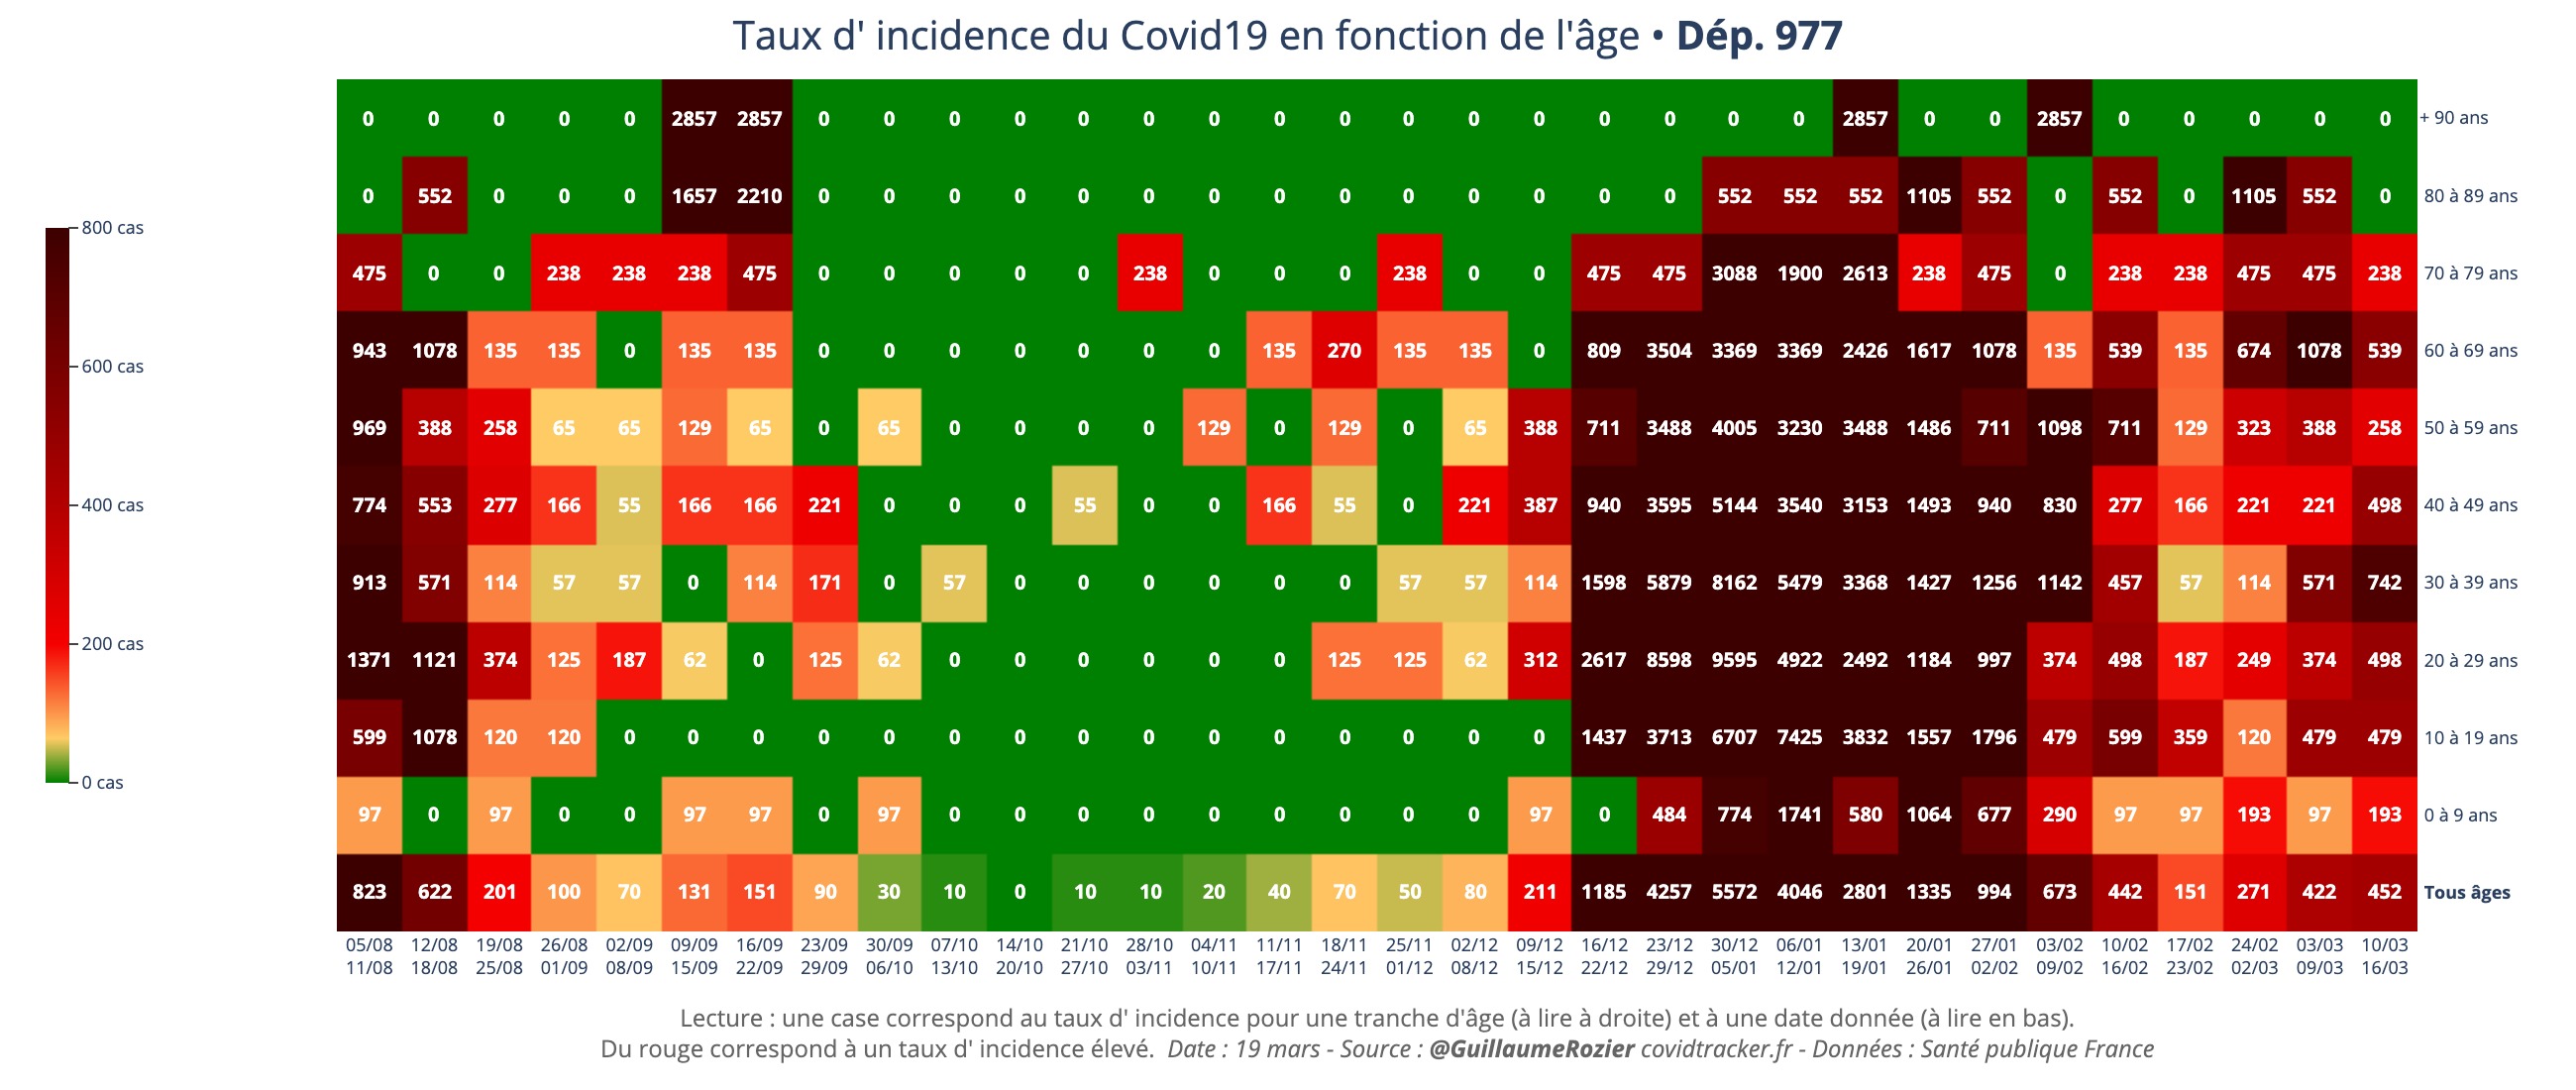 Taux d' incidence du Covid19 en fonction de l'âge • Dép. 977
0 0 0 0 0 2857 2857 0 0 0 0 0 0 0 0 0 0 0 0 0 0 0 0 2857 0 0 2857 0 0 0 0 0 + 90 ans
0 552 0 0 0 1657 2210 0 0 0 0 0 0 0 0 0 0 0 0 0 0 552 552 552 1105 552 0 552 0 1105 552 0 80 à 89 ans
475 0 0 238 238 238 475 0 0 0 0 0 238 0 0 0 238 0 0 475 475 3088 1900 2613 238 475 0 238 238 475 475 238 70 à 79 ans
943 1078 135 135 0 135 135 0 0 0 0 0 0 0 135 270 135 135 0 809 3504 3369 3369 2426 1617 1078 135 539 135 674 1078 539 60 à 69 ans
969 388 258 65 65 129 65 0 65 0 0 0 0 129 0 129 0 65 388 711 3488 4005 3230 3488 1486 711 1098 711 129 323 388 258 50 à 59 ans
774 553 277 166 55 166 166 221 0 0 0 55 0 0 166 55 0 221 387 940 3595 5144 3540 3153 1493 940 830 277 166 221 221 498 40 à 49 ans
913 571 114 57 57 0 114 171 0 57 0 0 0 0 0 0 57 57 114 1598 5879 8162 5479 3368 1427 1256 1142 457 57 114 571 742 30 à 39 ans
1371 1121 374 125 187 62 0 125 62 0 0 0 0 0 0 125 125 62 312 2617 8598 9595 4922 2492 1184 997 374 498 187 249 374 498 20 à 29 ans
599 1078 120 120 0 0 0 0 0 0 0 0 0 0 0 0 0 0 0 1437 3713 6707 7425 3832 1557 1796 479 599 359 120 479 479 10 à 19 ans
97 0 97 0 0 97 97 0 97 0 0 0 0 0 0 0 0 0 97 0 484 774 1741 580 1064 677 290 97 97 193 97 193 0 à 9 ans
823 622 201 100 70 131 151 90 30 10 0 10 10 20 40 70 50 80 211 1185 4257 5572 4046 2801 1335 994 673 442 151 271 422 452 Tous âges
05/08 12/08 19/08 26/08 02/09 09/09 16/09 23/09 30/09 07/10 14/10 21/10 28/10 04/11 11/11 18/11 25/11 02/12 09/12 16/12 23/12 30/12 06/01 13/01 20/01 27/01 03/02 10/02 17/02 24/02 03/03 10/03
11/08 18/08 25/08 01/09 08/09 15/09 22/09 29/09 06/10 13/10 20/10 27/10 03/11 10/11 17/11 24/11 01/12 08/12 15/12 22/12 29/12 05/01 12/01 19/01 26/01 02/02 09/02 16/02 23/02 02/03 09/03 16/03
800 cas
600 cas
400 cas
200 cas
0 cas
Lecture : une case correspond au taux d' incidence pour une tranche d'âge (à lire à droite) et à une date donnée (à lire en bas).
Du rouge correspond à un taux d' incidence élevé. Date : 19 mars - Source : @GuillaumeRozier covidtracker.fr - Données : Santé publique France